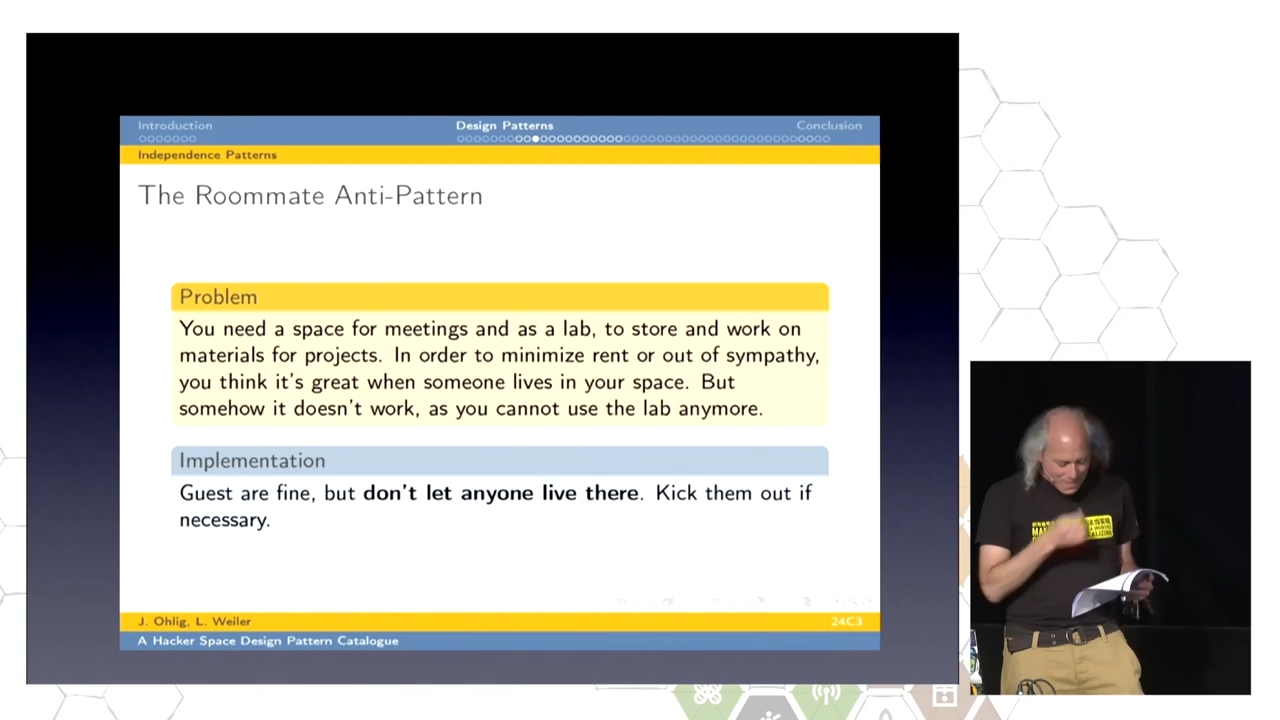 Introduction
Design Patterns
Conclusion
Independence Patterns
The Roommate Anti-Pattern
Problem
You need a space for meetings and as a lab, to store and work on
materials for projects. In order to minimize rent or out of sympathy,
you think it's great when someone lives in your space. But
somehow it doesn't work, as you cannot use the lab anymore.
Implementation
Guest are fine, but don't let anyone live there. Kick them out if
necessary.
J. Ohlig, L. Weiler
24C3
A Hacker Space Design Pattern Catalogue